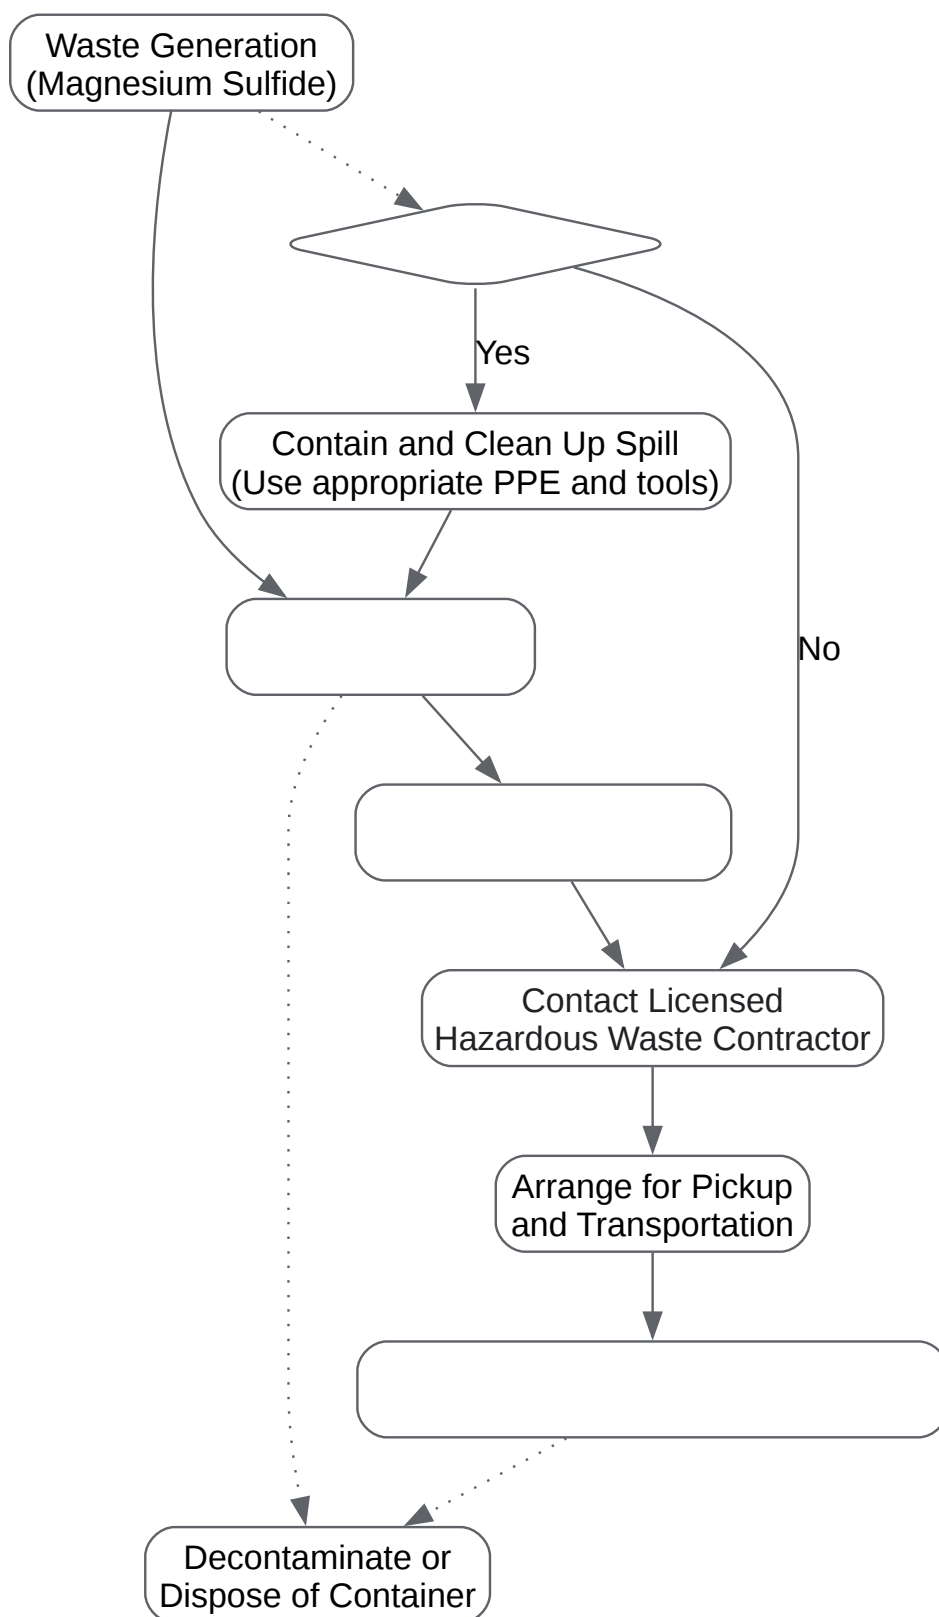 Waste Generation
(Magnesium Sulfide)
Yes
Contain and Clean Up Spill
(Use appropriate PPE and tools)
No
Contact Licensed
Hazardous Waste Contractor
Arrange for Pickup
and Transportation
Decontaminate or
Dispose of Container